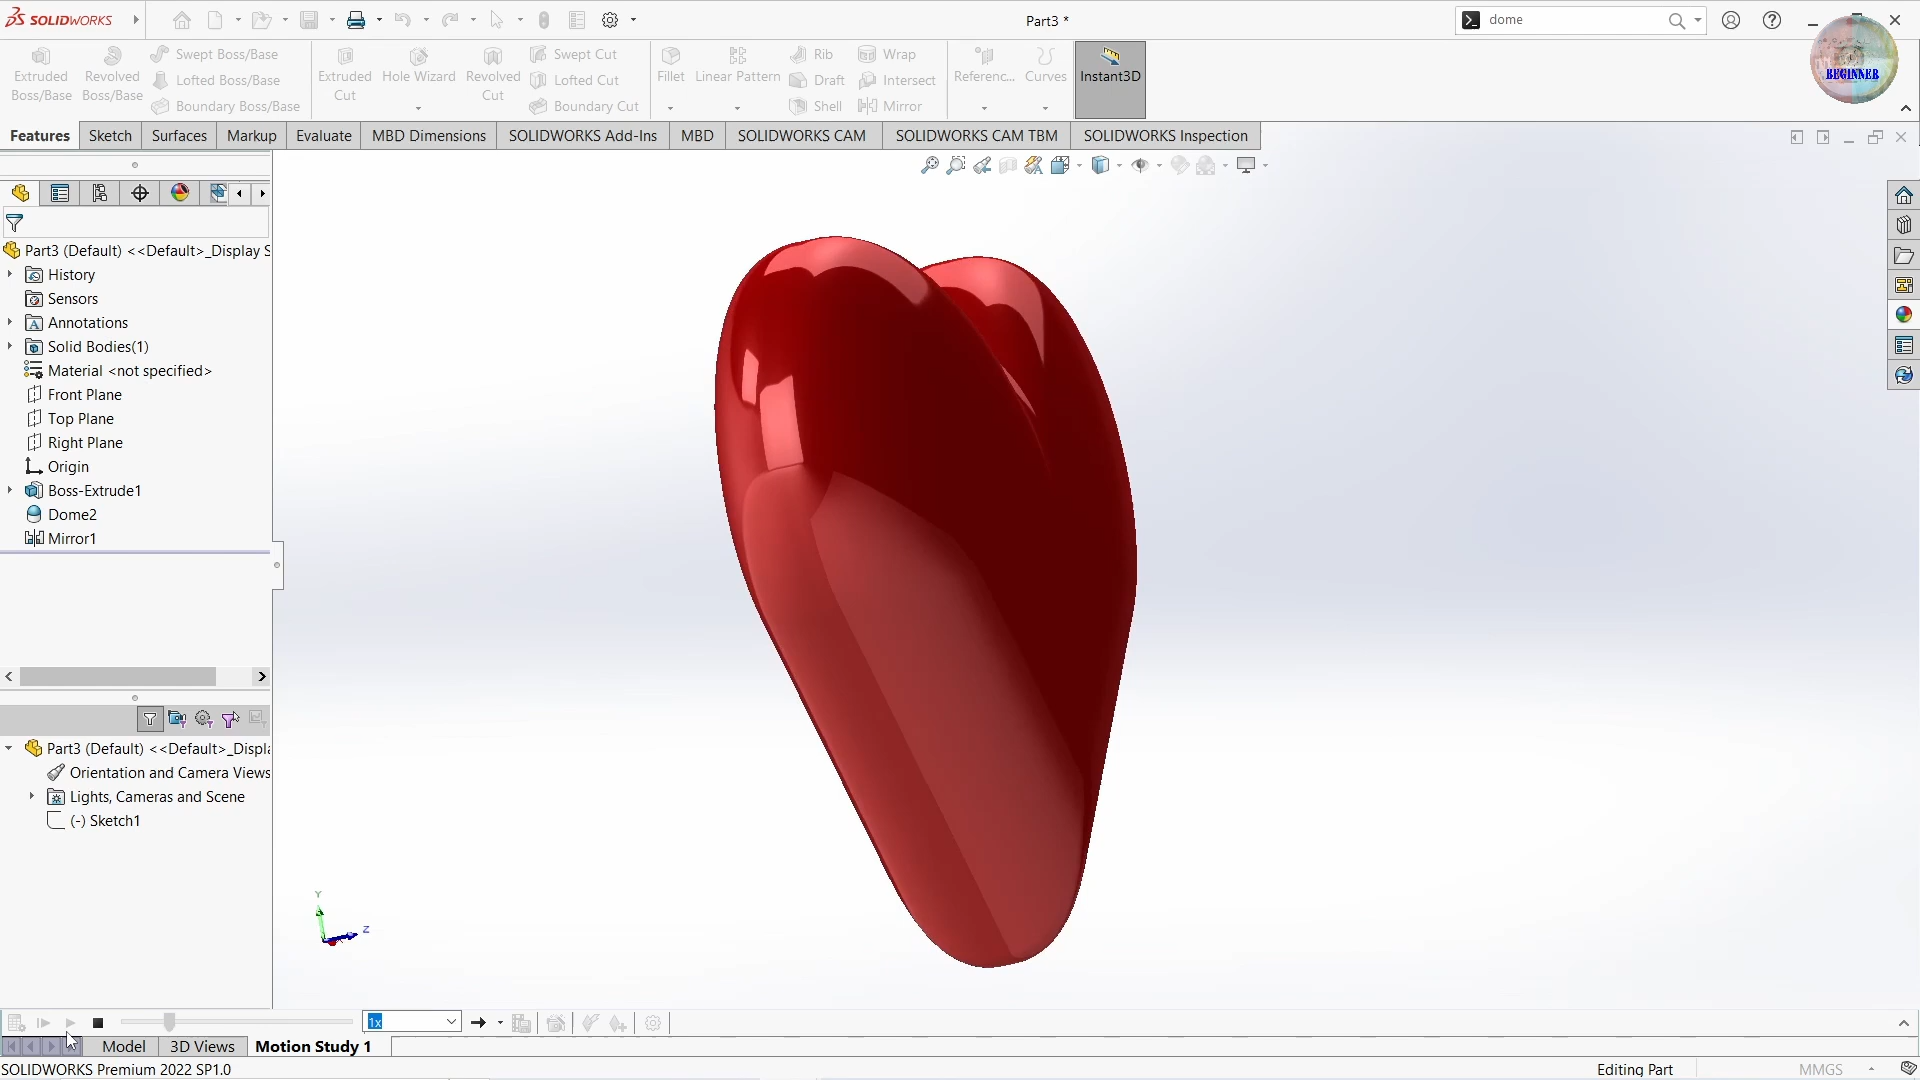 SOLIDWORKS
Part3 *
dome
BEGINNER
Extruded Boss/Base
Revolved Boss/Base
Swept Boss/Base
Lofted Boss/Base
Boundary Boss/Base
Extruded Cut
Hole Wizard
Revolved Cut
Swept Cut
Lofted Cut
Boundary Cut
Fillet
Linear Pattern
Rib
Draft
Shell
Wrap
Intersect
Mirror
Referenc...
Curves
Instant3D
Features
Sketch
Surfaces
Markup
Evaluate
MBD Dimensions
SOLIDWORKS Add-Ins
MBD
SOLIDWORKS CAM
SOLIDWORKS CAM TBM
SOLIDWORKS Inspection
Part3 (Default) <<Default>_Display S
History
Sensors
Annotations
Solid Bodies(1)
Material <not specified>
Front Plane
Top Plane
Right Plane
Origin
Boss-Extrude1
Dome2
Mirror1
Part3 (Default) <<Default>_Displa
Orientation and Camera Views
Lights, Cameras and Scene
(-) Sketch1
Y
Z
1x
Model
3D Views
Motion Study 1
SOLIDWORKS Premium 2022 SP1.0
Editing Part
MMGS